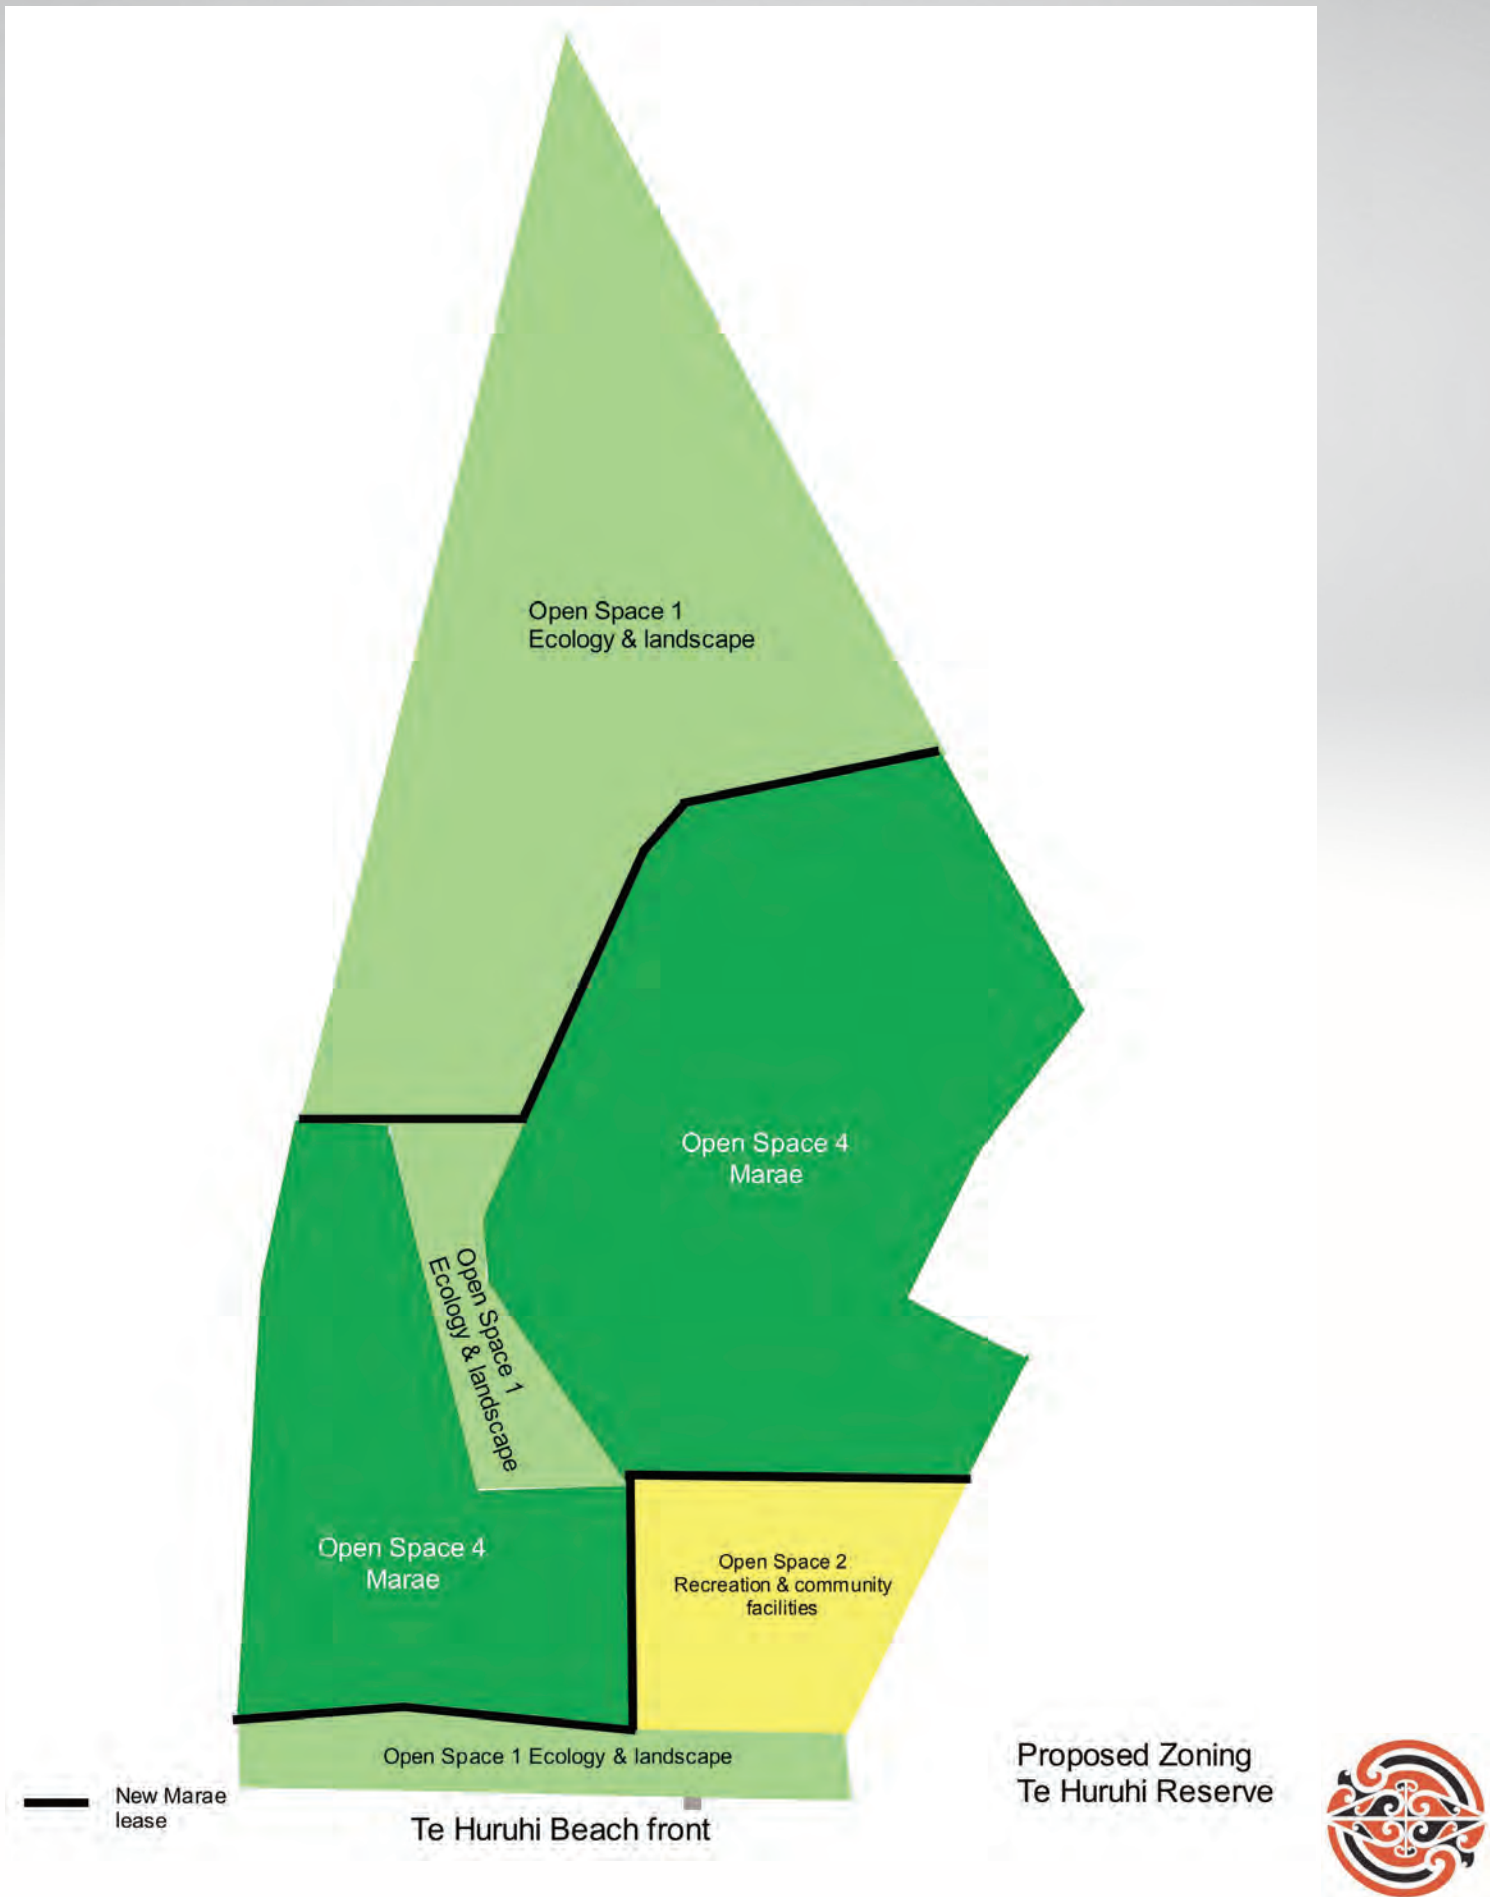 Open Space 1
Ecology & landscape
Open Space 4
Marae
Open Space 1
Ecology & landscape
Open Space 4
Marae
Open Space 2
Recreation & community
facilities
Open Space 1 Ecology & landscape
New Marae
lease
Te Huruhi Beach front
Proposed Zoning
Te Huruhi Reserve